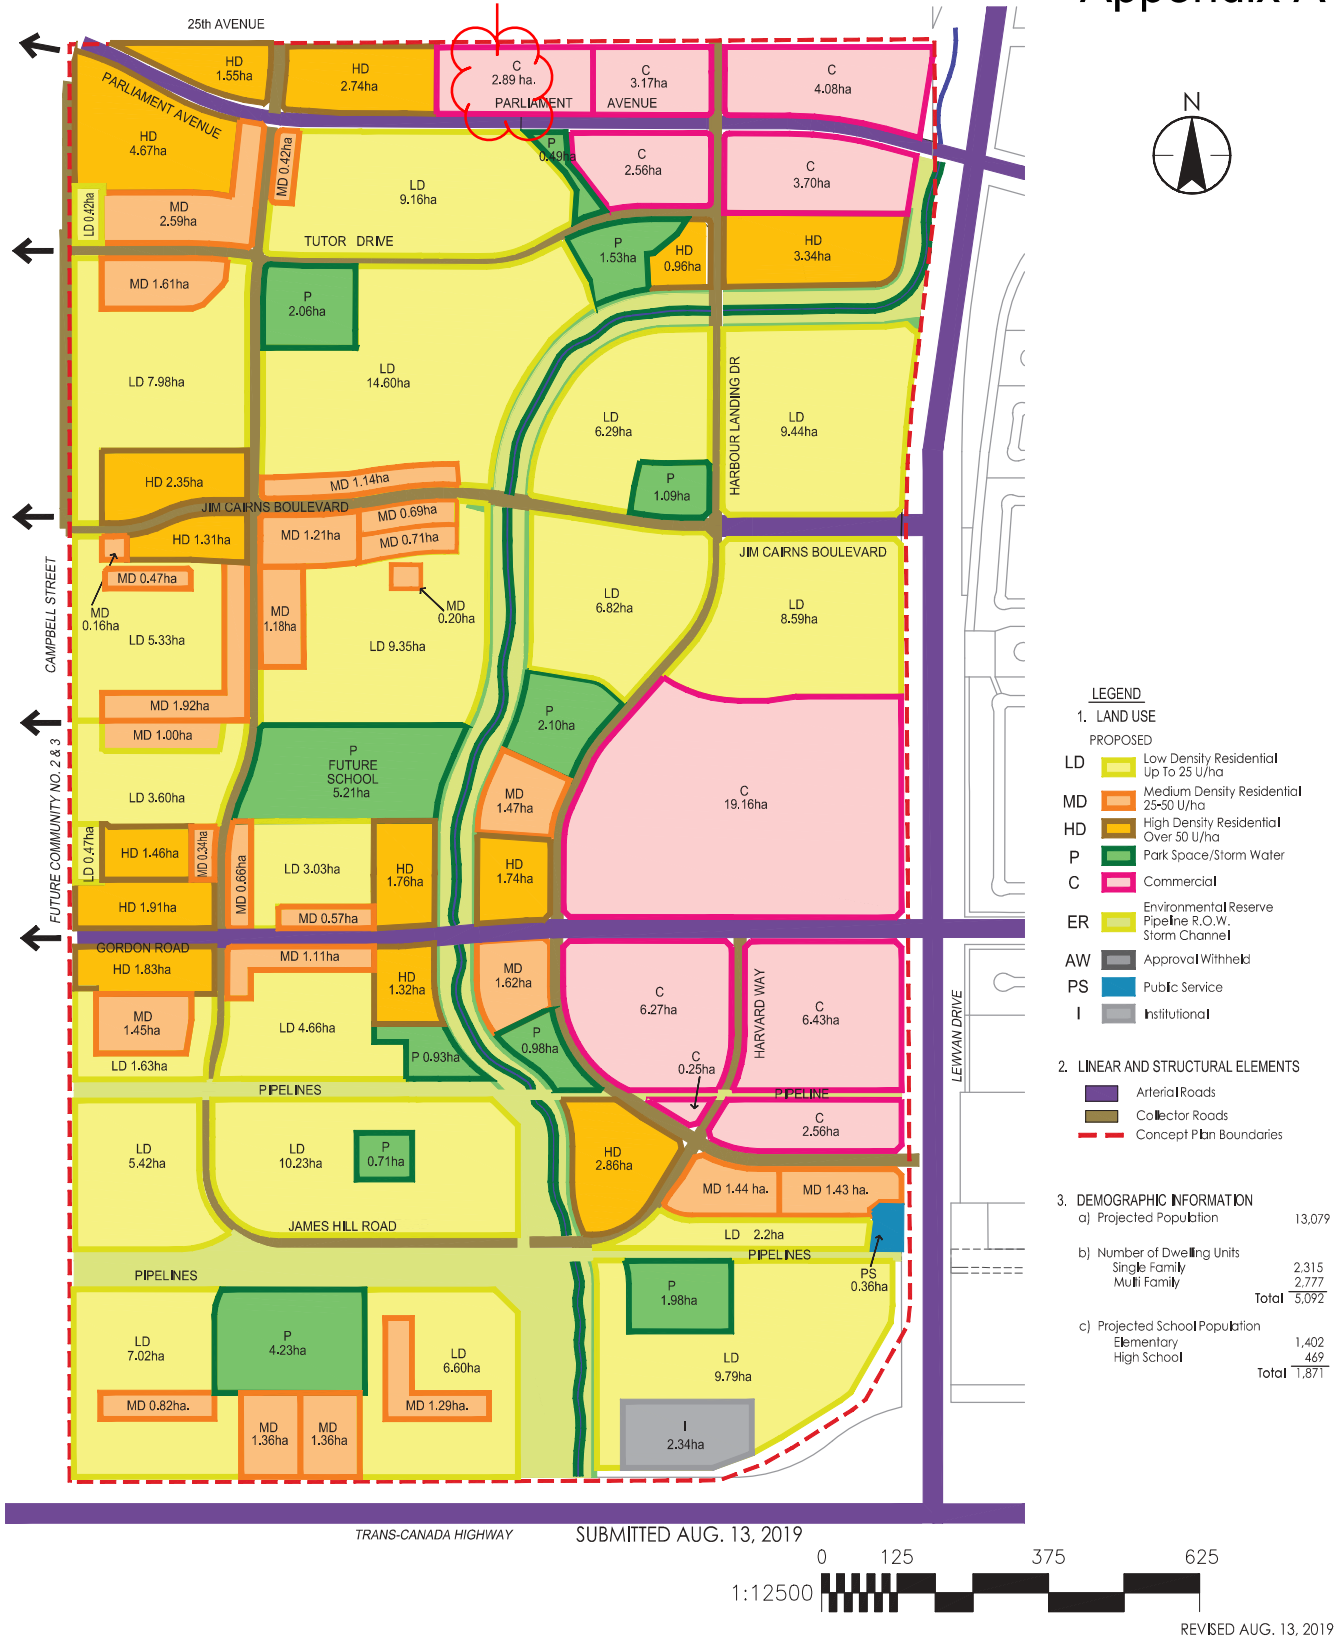 Appendix A
25th AVENUE
HD
1.55ha
HD
2.74ha
C
2.89 ha.
C
3.17ha
C
4.08ha
PARLIAMENT AVENUE
PARLIAMENT AVENUE
N
HD
4.67ha
MD 0.42ha
P
0.49ha
C
2.56ha
C
3.70ha
LD
9.16ha
LD 0.42ha
MD
2.59ha
TUTOR DRIVE
P
1.53ha
HD
0.96ha
HD
3.34ha
MD 1.61ha
P
2.06ha
LD 7.98ha
LD
14.60ha
LD
6.29ha
HARBOUR LANDING DR
LD
9.44ha
HD 2.35ha
MD 1.14ha
P
1.09ha
JIM CAIRNS BOULEVARD
MD 0.69ha
HD 1.31ha
MD 1.21ha
MD 0.71ha
JIM CAIRNS BOULEVARD
CAMPBELL STREET
MD 0.47ha
MD
0.16ha
MD
1.18ha
MD
0.20ha
LD
6.82ha
LD
8.59ha
LD 5.33ha
LD 9.35ha
MD 1.92ha
MD 1.00ha
P
2.10ha
FUTURE COMMUNITY NO. 2 & 3
P
FUTURE
SCHOOL
5.21ha
LD 3.60ha
MD
1.47ha
C
19.16ha
LD 0.47ha
HD 1.46ha
MD 0.34ha
MD 0.66ha
LD 3.03ha
HD
1.76ha
HD
1.74ha
HD 1.91ha
MD 0.57ha
GORDON ROAD
HD 1.83ha
MD 1.11ha
HD
1.32ha
MD
1.62ha
C
6.27ha
HARVARD WAY
C
6.43ha
LEWVAN DRIVE
MD
1.45ha
LD 4.66ha
P 0.93ha
P
0.98ha
C
0.25ha
LD 1.63ha
PIPELINES
PIPELINE
C
2.56ha
LD
5.42ha
LD
10.23ha
P
0.71ha
HD
2.86ha
MD 1.44 ha.
MD 1.43 ha.
JAMES HILL ROAD
LD 2.2ha
PIPELINES
PIPELINES
PS
0.36ha
P
1.98ha
LD
7.02ha
P
4.23ha
LD
6.60ha
LD
9.79ha
MD 0.82ha.
MD 1.29ha.
MD
1.36ha
MD
1.36ha
I
2.34ha
LEGEND
1. LAND USE
PROPOSED
LD Low Density Residential
Up To 25 U/ha
MD Medium Density Residential
25-50 U/ha
HD High Density Residential
Over 50 U/ha
P Park Space/Storm Water
C Commercial
ER Environmental Reserve
Pipeline R.O.W.
Storm Channel
AW Approval Withheld
PS Public Service
I Institutional
2. LINEAR AND STRUCTURAL ELEMENTS
Arterial Roads
Collector Roads
Concept Plan Boundaries
3. DEMOGRAPHIC INFORMATION
a) Projected Population 13,079
b) Number of Dwelling Units
Single Family 2,315
Multi Family 2,777
Total 5,092
c) Projected School Population
Elementary 1,402
High School 469
Total 1,871
TRANS-CANADA HIGHWAY
SUBMITTED AUG. 13, 2019
0 125 375 625
1:12500
REVISED AUG. 13, 2019